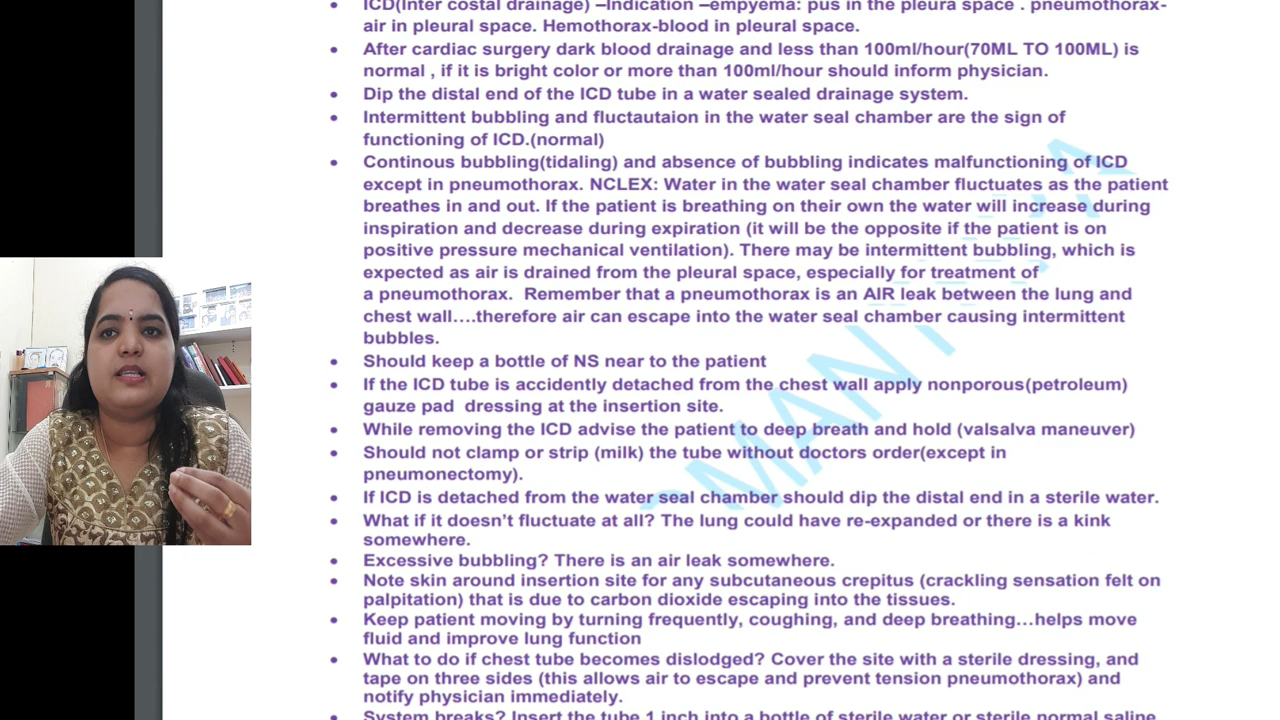 • ICD(Inter costal drainage) –Indication –empyema: pus in the pleura space . pneumothorax-
air in pleural space. Hemothorax-blood in pleural space.
• After cardiac surgery dark blood drainage and less than 100ml/hour(70ML TO 100ML) is
normal , if it is bright color or more than 100ml/hour should inform physician.
• Dip the distal end of the ICD tube in a water sealed drainage system.
• Intermittent bubbling and fluctautaion in the water seal chamber are the sign of
functioning of ICD.(normal)
• Continous bubbling(tidaling) and absence of bubbling indicates malfunctioning of ICD
except in pneumothorax. NCLEX: Water in the water seal chamber fluctuates as the patient
breathes in and out. If the patient is breathing on their own the water will increase during
inspiration and decrease during expiration (it will be the opposite if the patient is on
positive pressure mechanical ventilation). There may be intermittent bubbling, which is
expected as air is drained from the pleural space, especially for treatment of
a pneumothorax.  Remember that a pneumothorax is an AIR leak between the lung and
chest wall….therefore air can escape into the water seal chamber causing intermittent
bubbles.
• Should keep a bottle of NS near to the patient
• If the ICD tube is accidently detached from the chest wall apply nonporous(petroleum)
gauze pad  dressing at the insertion site.
• While removing the ICD advise the patient to deep breath and hold (valsalva maneuver)
• Should not clamp or strip (milk) the tube without doctors order(except in
pneumonectomy).
• If ICD is detached from the water seal chamber should dip the distal end in a sterile water.
• What if it doesn't fluctuate at all? The lung could have re-expanded or there is a kink
somewhere.
• Excessive bubbling? There is an air leak somewhere.
• Note skin around insertion site for any subcutaneous crepitus (crackling sensation felt on
palpitation) that is due to carbon dioxide escaping into the tissues.
• Keep patient moving by turning frequently, coughing, and deep breathing…helps move
fluid and improve lung function
• What to do if chest tube becomes dislodged? Cover the site with a sterile dressing, and
tape on three sides (this allows air to escape and prevent tension pneumothorax) and
notify physician immediately.
• System breaks? Insert the tube 1 inch into a bottle of sterile water or sterile normal saline